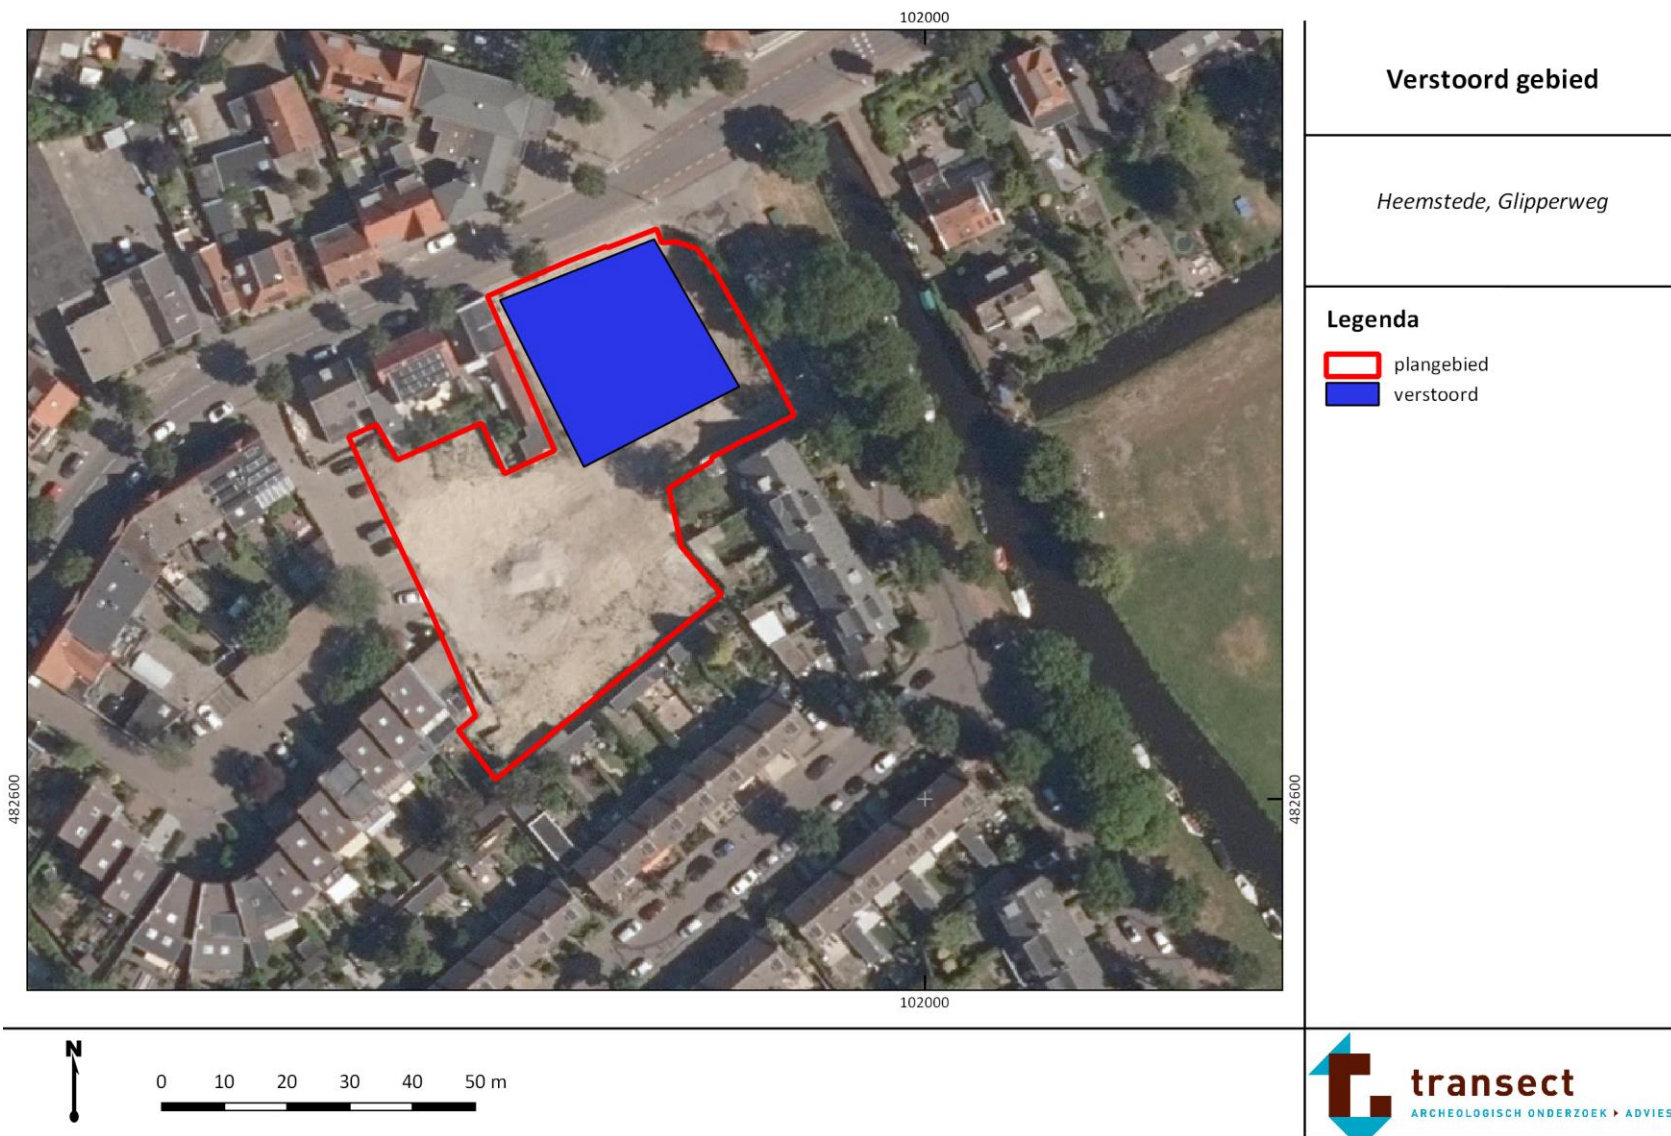 102000
Verstoord gebied
Heemstede, Glipperweg
Legenda
plangebied
verstoord
482600
482600
102000
N
0 10 20 30 40 50 m
transect
ARCHEOLOGISCH ONDERZOEK ▸ ADVIES